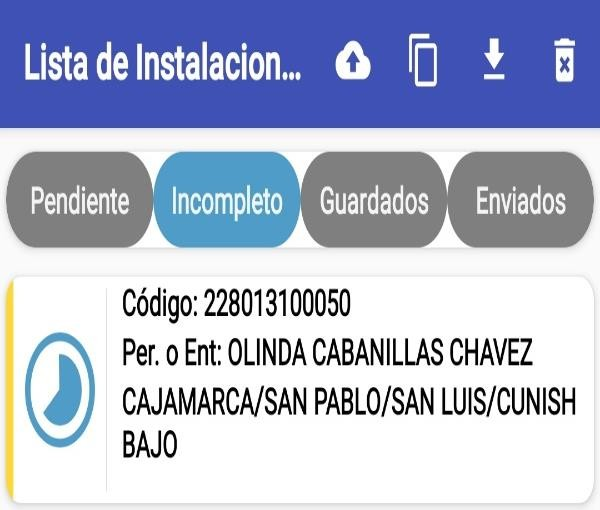 Lista de Instalacion...
Pendiente
Incompleto
Guardados
Enviados
Código: 228013100050
Per. o Ent: OLINDA CABANILLAS CHAVEZ
CAJAMARCA/SAN PABLO/SAN LUIS/CUNISH
BAJO